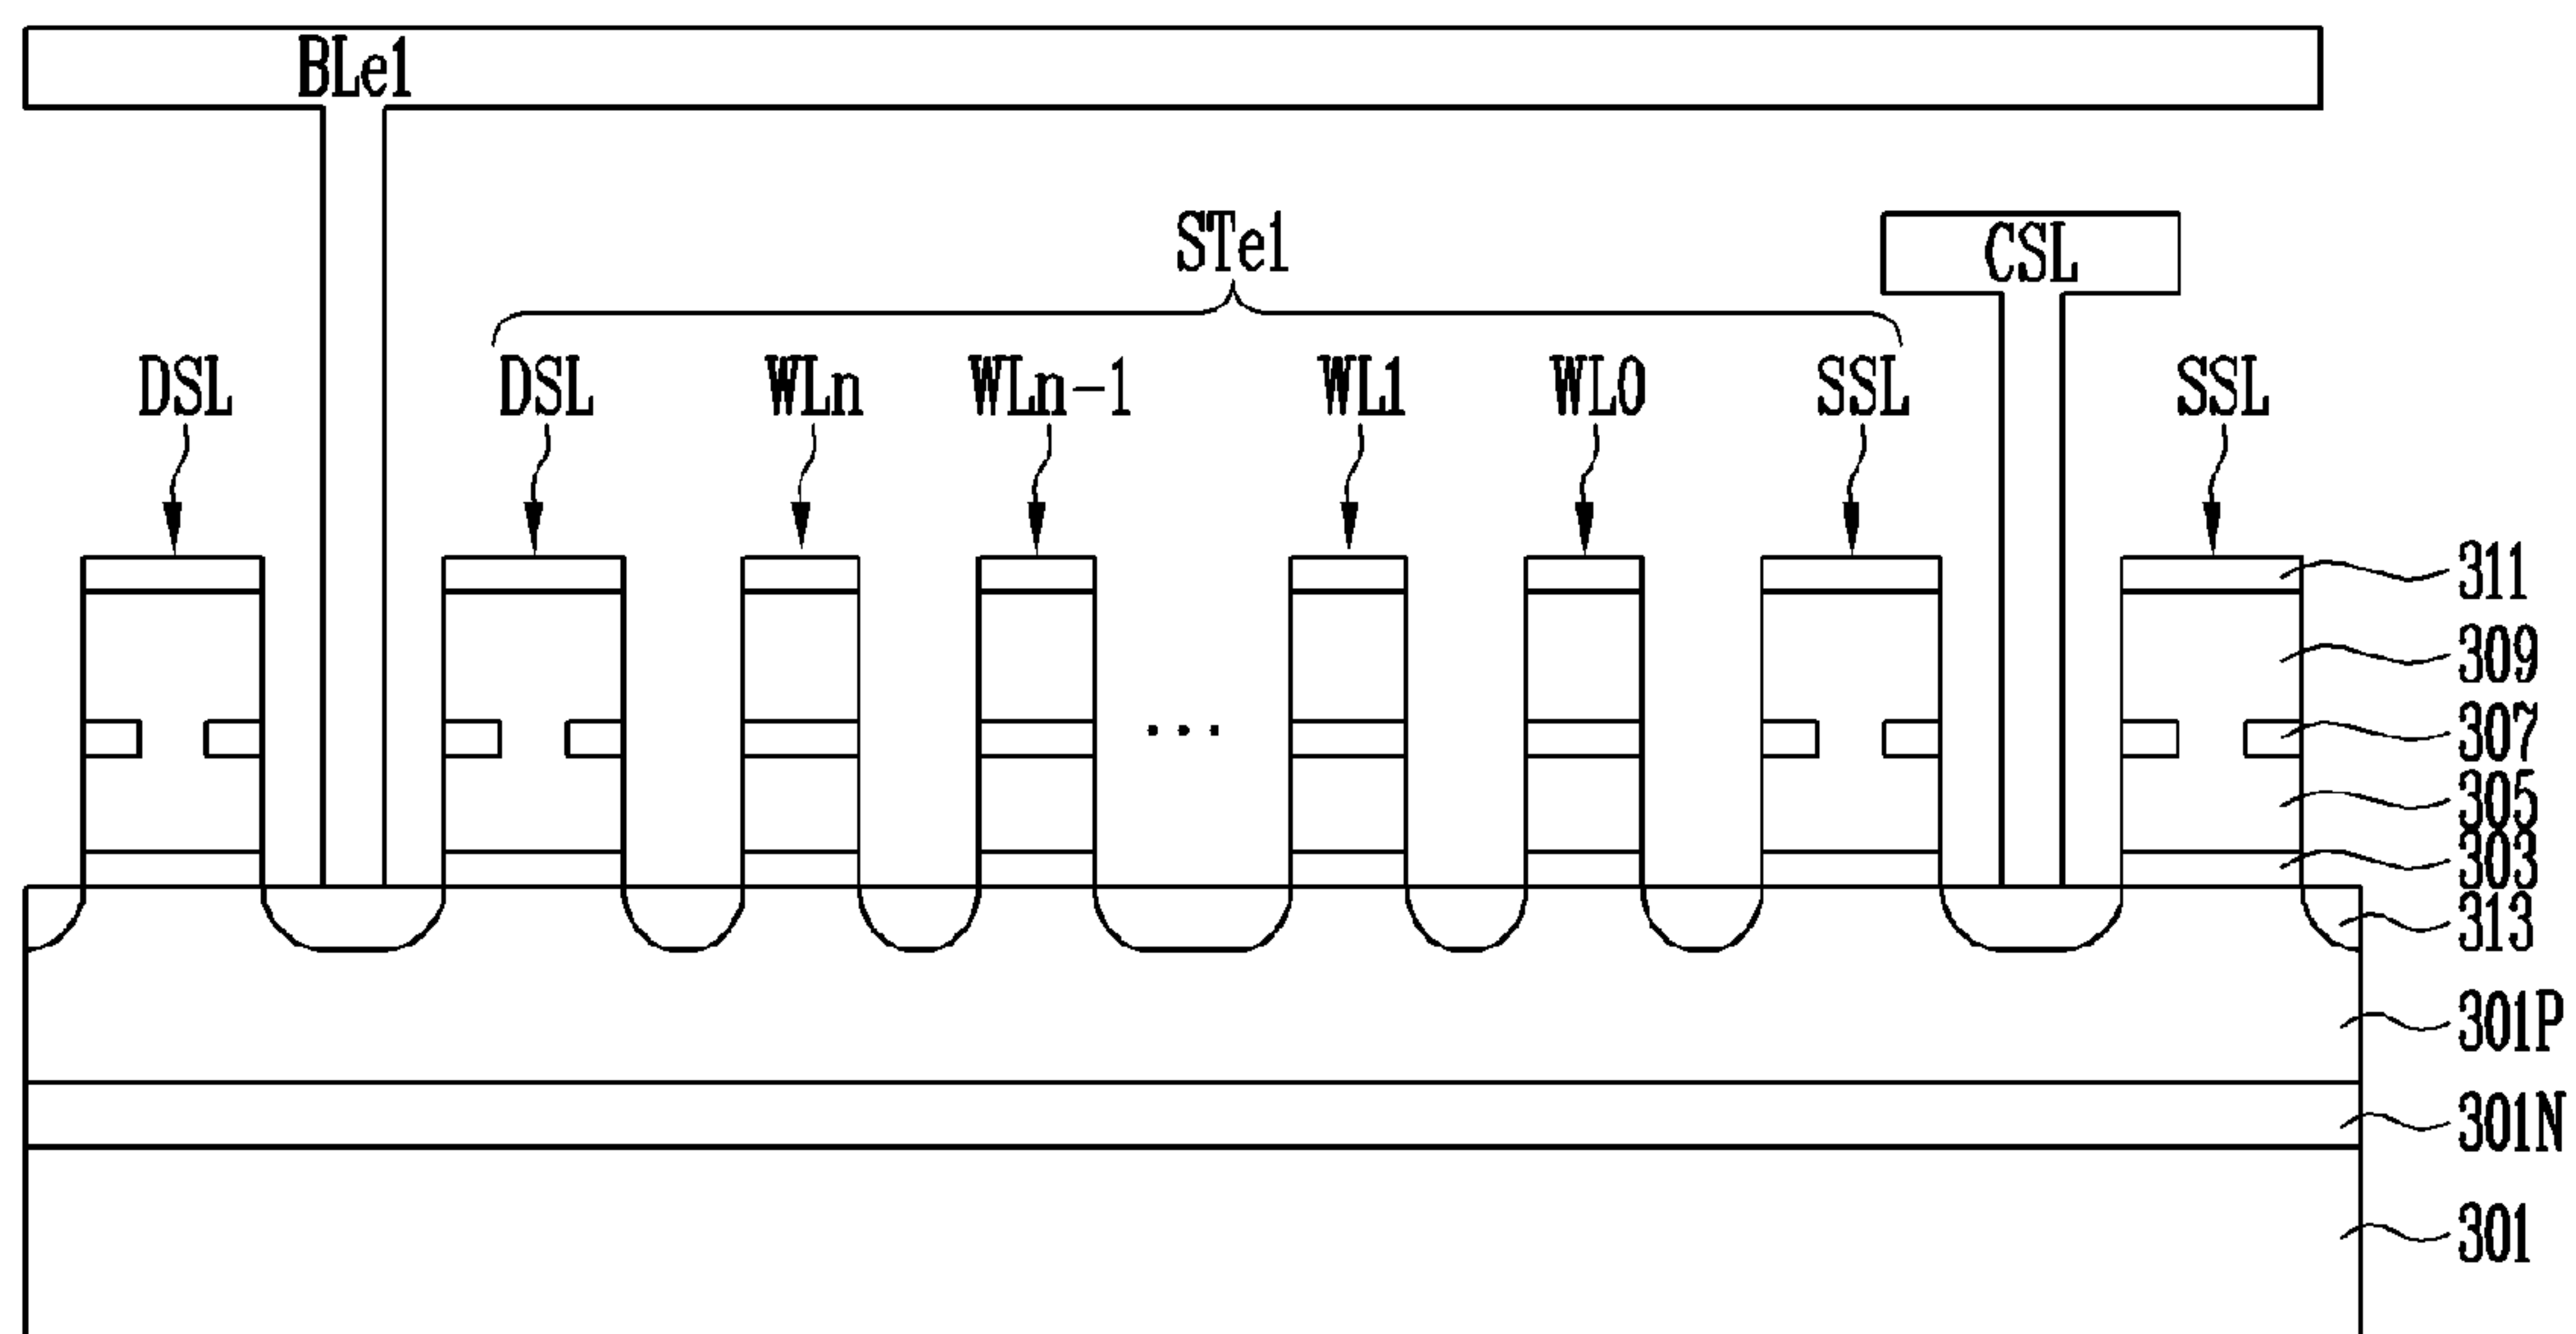 BLe1
STe1
CSL
DSL DSL WLn WLn-1 WL1 WL0 SSL SSL
311
309
307
...
305
303
313
301P
301N
301